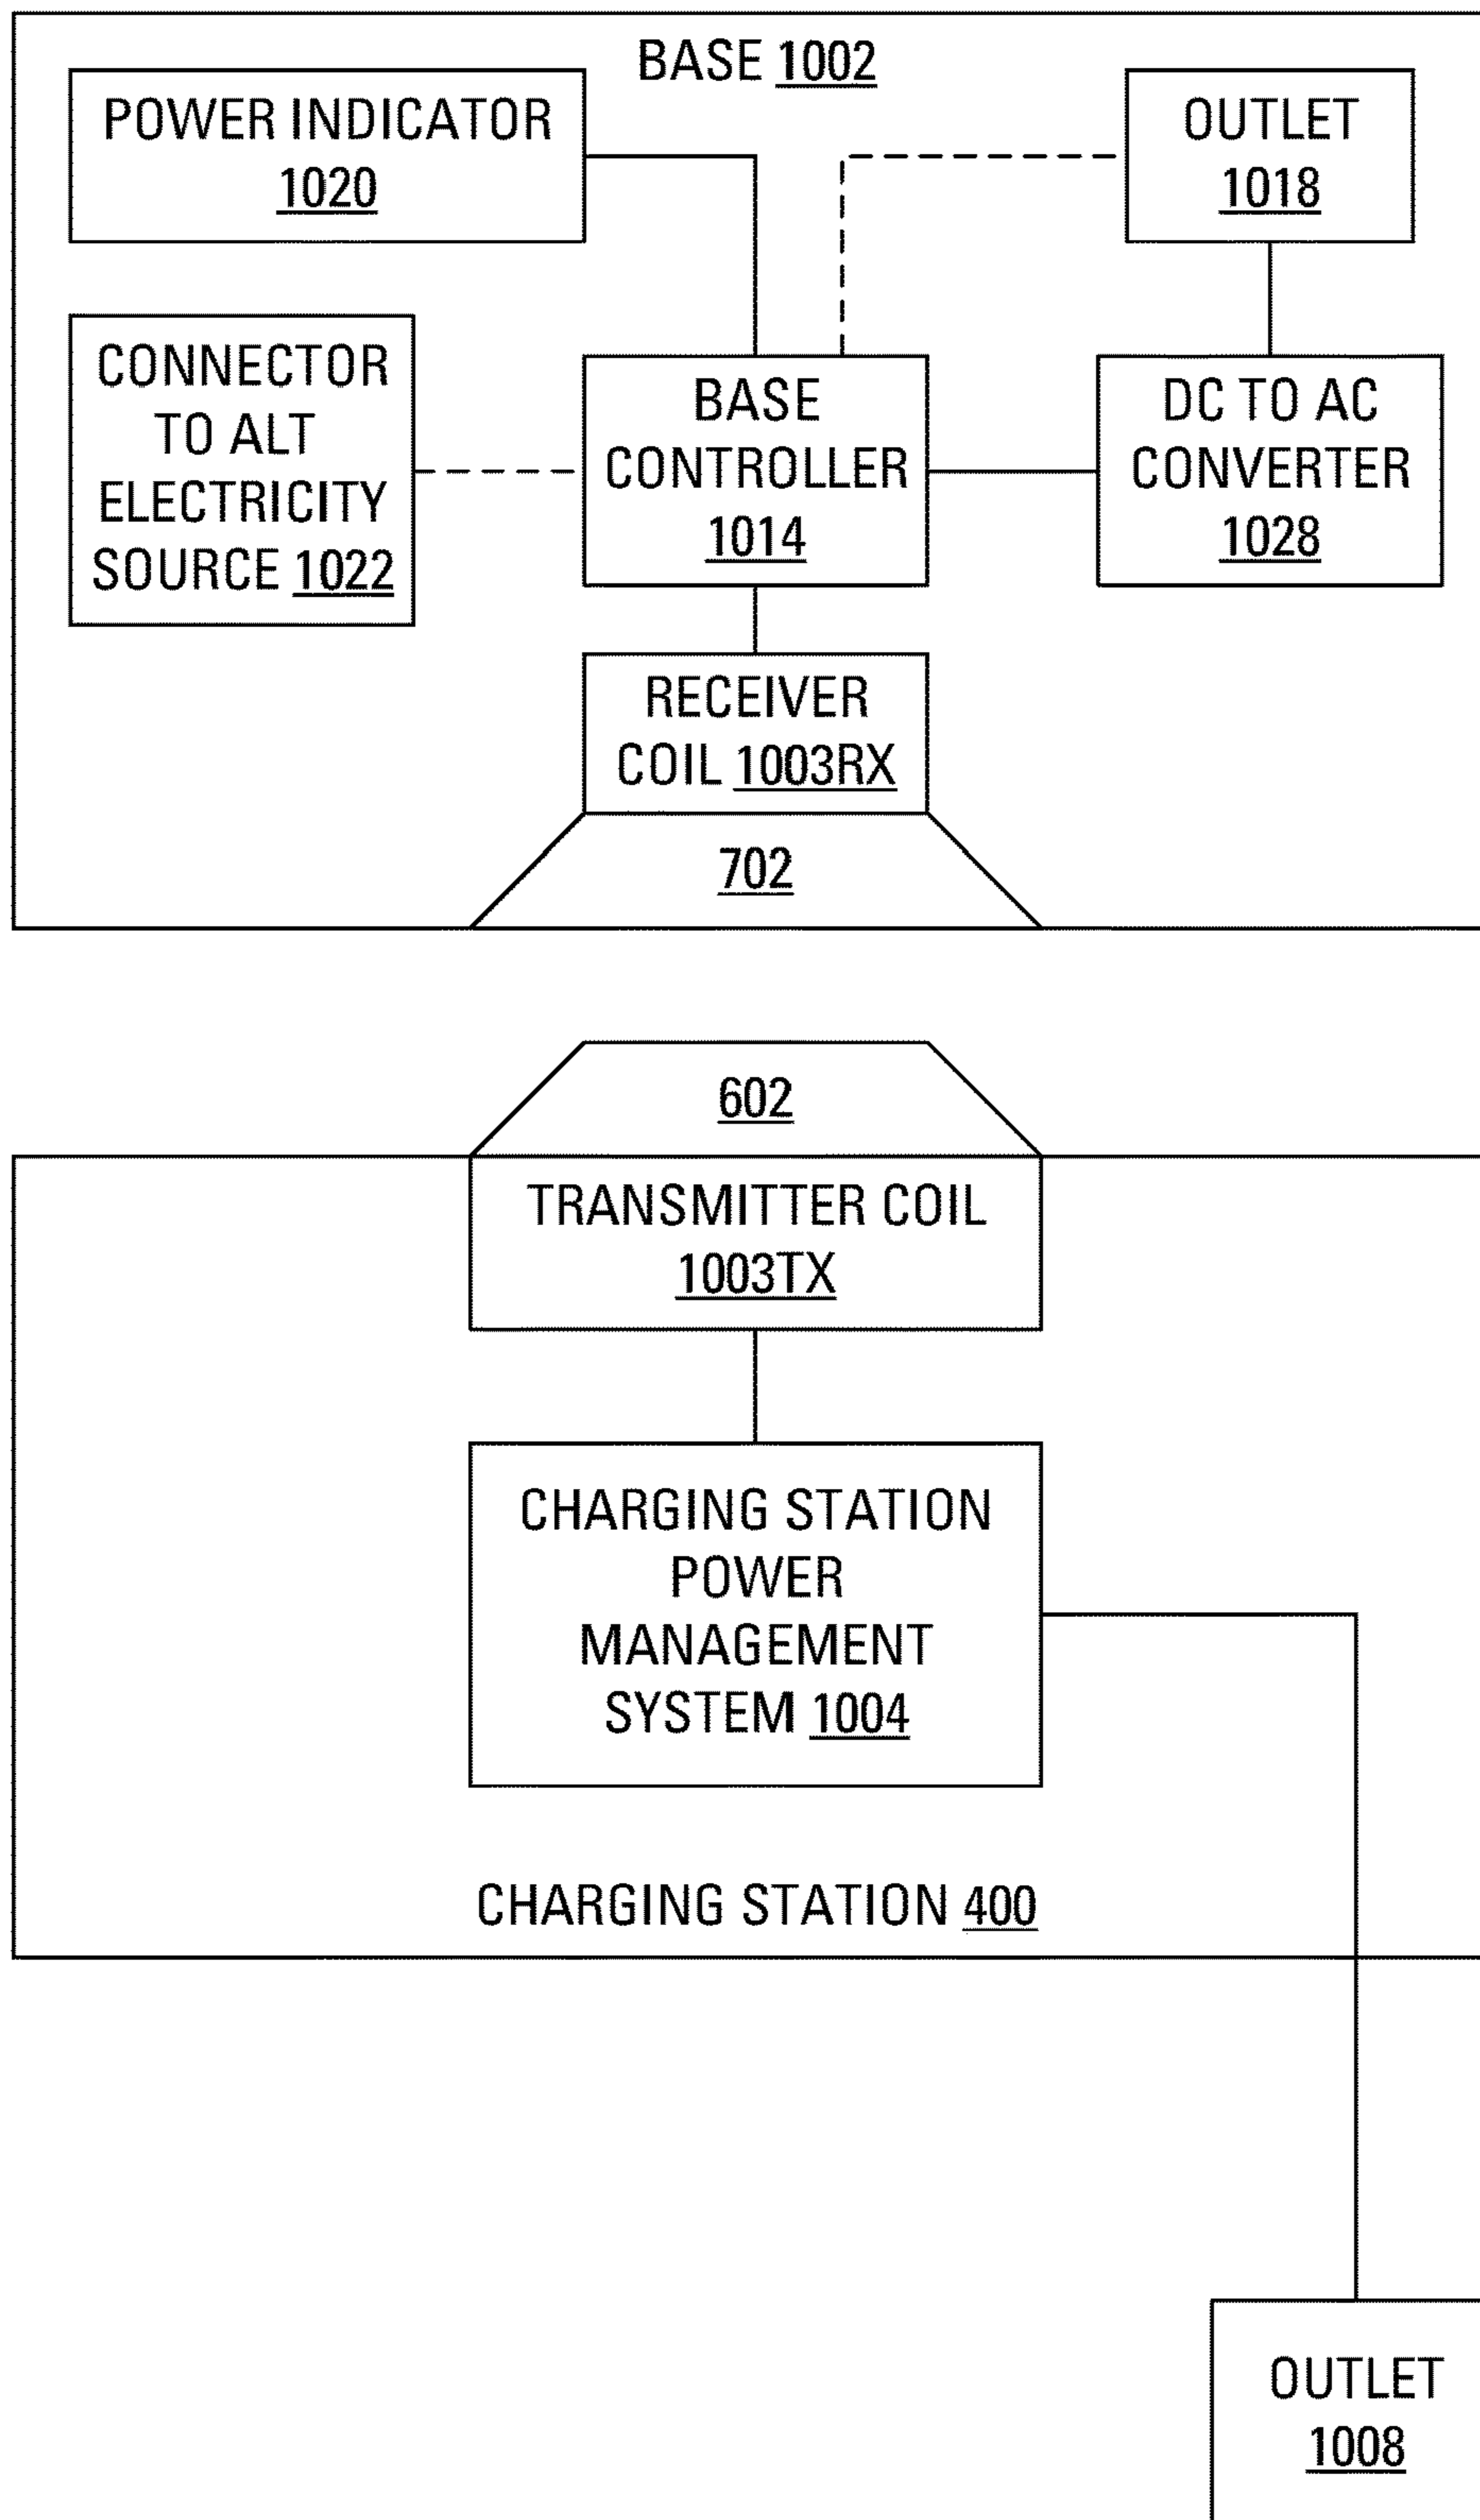 BASE 1002
POWER INDICATOR
1020
OUTLET
1018
CONNECTOR
TO ALT
ELECTRICITY
SOURCE 1022
BASE
CONTROLLER
1014
DC TO AC
CONVERTER
1028
RECEIVER
COIL 1003RX
702
602
TRANSMITTER COIL
1003TX
CHARGING STATION
POWER
MANAGEMENT
SYSTEM 1004
CHARGING STATION 400
OUTLET
1008